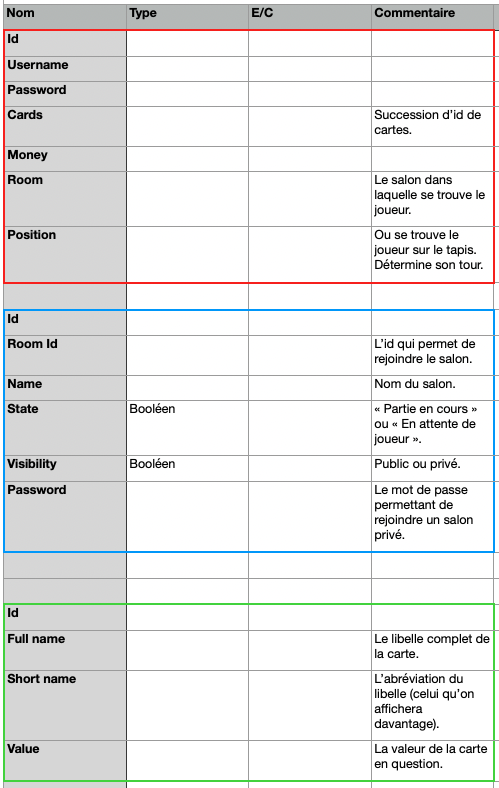 Nom Type E/C Commentaire
Id
Username
Password
Cards Succession d'id de
cartes.
Money
Room Le salon dans
laquelle se trouve le
joueur.
Position Ou se trouve le
joueur sur le tapis.
Détermine son tour.
Id
Room Id L'id qui permet de
rejoindre le salon.
Name Nom du salon.
State Booléen « Partie en cours »
ou « En attente de
joueur ».
Visibility Booléen Public ou privé.
Password Le mot de passe
permettant de
rejoindre un salon
privé.
Id
Full name Le libelle complet de
la carte.
Short name L'abréviation du
libelle (celui qu'on
affichera
davantage).
Value La valeur de la carte
en question.